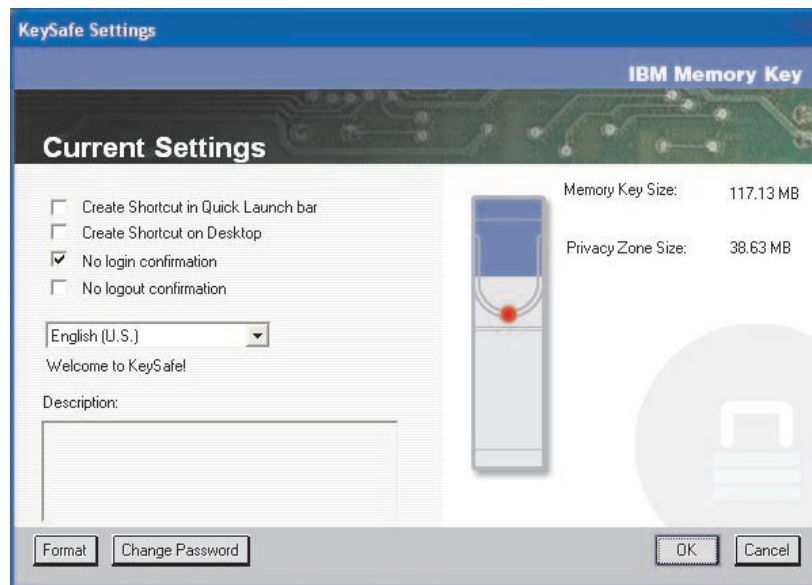 KeySafe Settings
IBM Memory Key
Current Settings
Create Shortcut in Quick Launch bar
Create Shortcut on Desktop
No login confirmation
No logout confirmation
English (U.S.)
Welcome to KeySafe!
Description:
Memory Key Size: 117.13 MB
Privacy Zone Size: 38.63 MB
Format Change Password OK Cancel